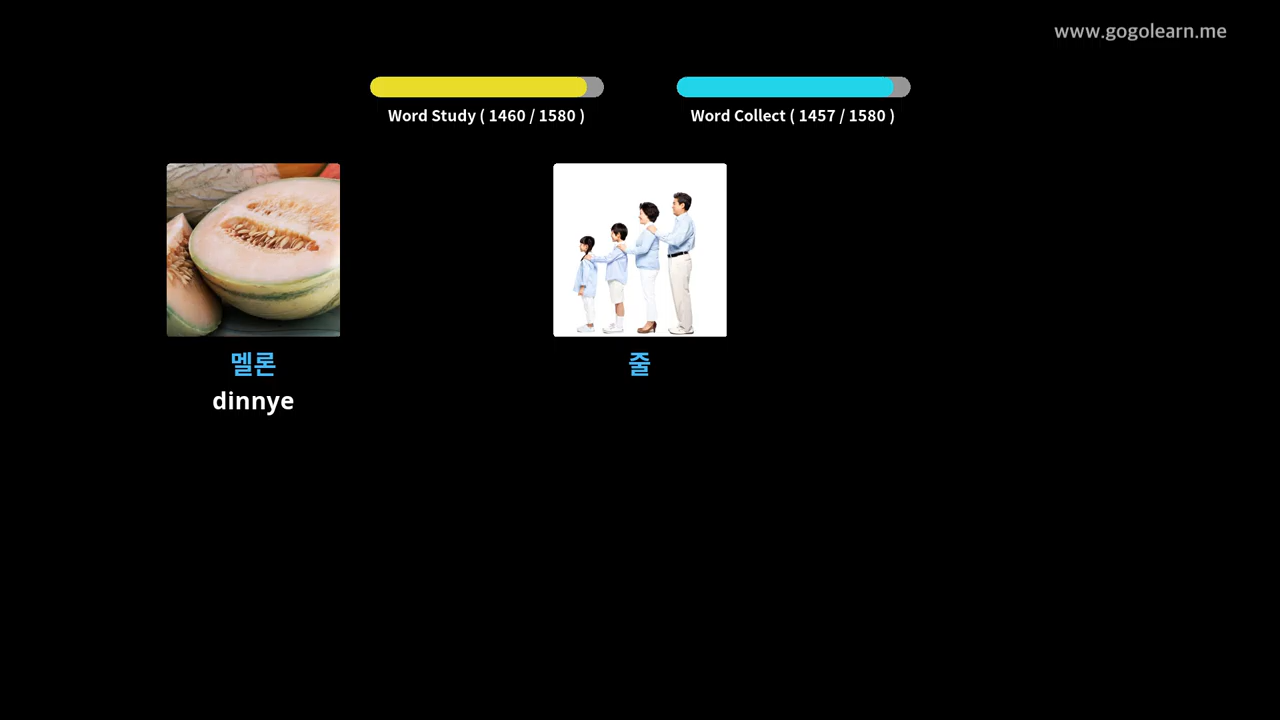 www.gogolearn.me
Word Study ( 1460 / 1580 )
Word Collect ( 1457 / 1580 )
멜론
dinnye
줄